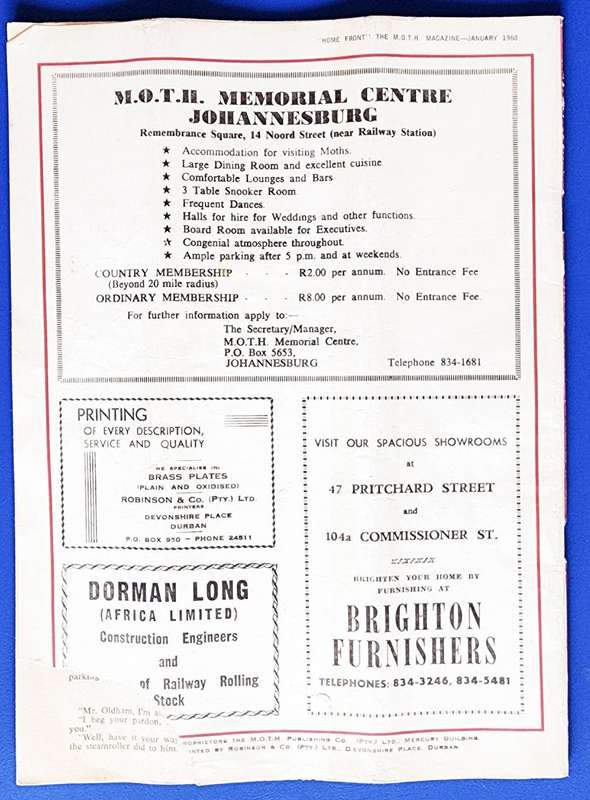 "HOME FRONT" THE M.O.T.H. MAGAZINE—JANUARY 1968
M.O.T.H. MEMORIAL CENTRE
JOHANNESBURG
Remembrance Square, 14 Noord Street (near Railway Station)
★ Accommodation for visiting Moths.
★ Large Dining Room and excellent cuisine
★ Comfortable Lounges and Bars
★ 3 Table Snooker Room
★ Frequent Dances.
★ Halls for hire for Weddings and other functions.
★ Board Room available for Executives.
★ Congenial atmosphere throughout.
★ Ample parking after 5 p.m. and at weekends.
COUNTRY MEMBERSHIP - - - R2.00 per annum. No Entrance Fee
(Beyond 20 mile radius)
ORDINARY MEMBERSHIP - - - R8.00 per annum. No Entrance Fee.
For further information apply to:—
The Secretary/Manager,
M.O.T.H. Memorial Centre,
P.O. Box 5653,
JOHANNESBURG Telephone 834-1681
PRINTING
OF EVERY DESCRIPTION,
SERVICE AND QUALITY
WE SPECIALISE IN:
BRASS PLATES
(PLAIN AND OXIDISED)
ROBINSON & Co. (PTY.) LTD.
PRINTERS
DEVONSHIRE PLACE
DURBAN
P.O. BOX 950 - PHONE 24511
VISIT OUR SPACIOUS SHOWROOMS
at
47 PRITCHARD STREET
and
104a COMMISSIONER ST.
BRIGHTEN YOUR HOME BY
FURNISHING AT
BRIGHTON
FURNISHERS
TELEPHONES: 834-3246, 834-5481
DORMAN LONG
(AFRICA LIMITED)
Construction Engineers
and
of Railway Rolling
Stock
parking
"Mr. Oldham, I'm
"I beg your pardon,
you."
"Well, have it your way
the steamroller did to him.
PROPRIETORS THE M.O.T.H. PUBLISHING CO. (PTY.) LTD., MERCURY BUILDING.
NTED BY ROBINSON & CO. (PTY.) LTD., DEVONSHIRE PLACE, DURBAN